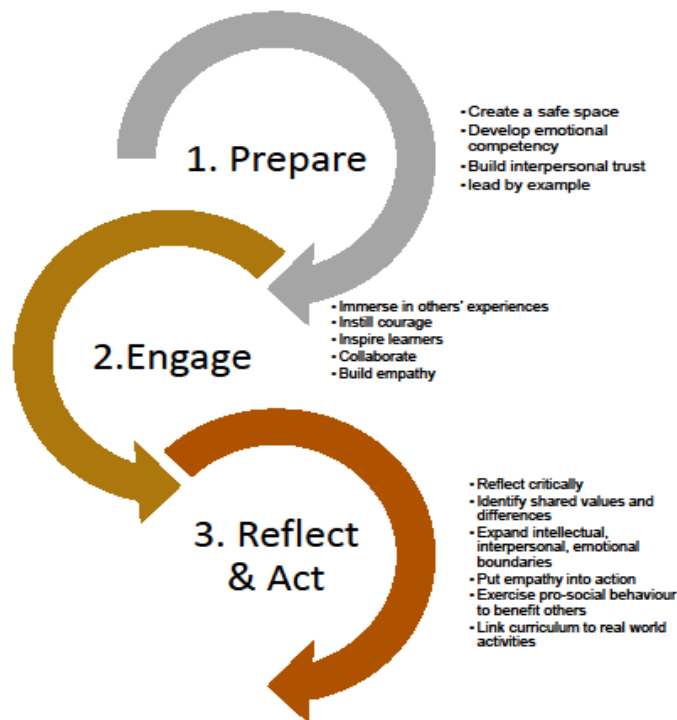 1. Prepare
▪ Create a safe space
▪ Develop emotional
competency
▪ Build interpersonal trust
▪ lead by example
2.Engage
▪ Immerse in others' experiences
▪ Instill courage
▪ Inspire learners
▪ Collaborate
▪ Build empathy
3. Reflect
& Act
▪ Reflect critically
▪ Identify shared values and
differences
▪ Expand intellectual,
interpersonal, emotional
boundaries
▪ Put empathy into action
▪ Exercise pro-social behaviour
to benefit others
▪ Link curriculum to real world
activities